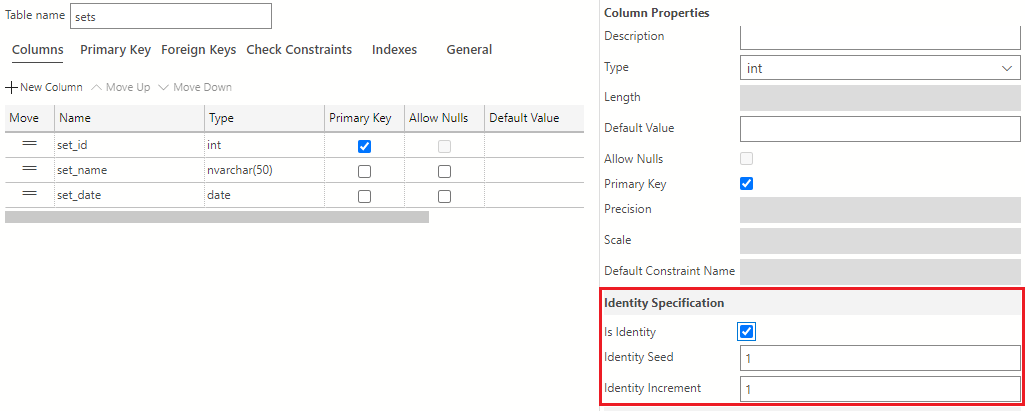 Table name sets
Columns Primary Key Foreign Keys Check Constraints Indexes General
New Column Move Up Move Down
Move Name Type Primary Key Allow Nulls Default Value
set_id int
set_name nvarchar(50)
set_date date
Column Properties
Description
Type int
Length
Default Value
Allow Nulls
Primary Key
Precision
Scale
Default Constraint Name
Identity Specification
Is Identity
Identity Seed 1
Identity Increment 1